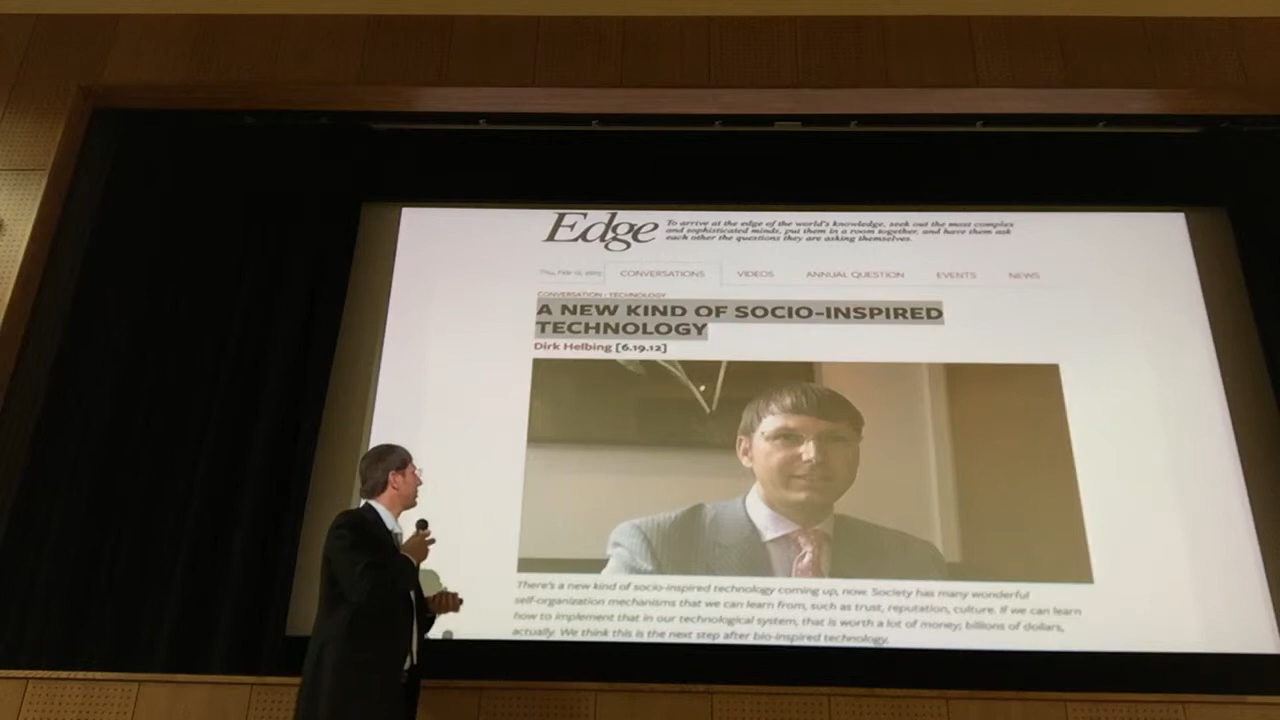 Edge
To arrive at the edge of the world's knowledge, seek out the most complex
and sophisticated minds, put them in a room together, and have them ask
each other the questions they are asking themselves.
CONVERSATIONS VIDEOS ANNUAL QUESTION EVENTS NEWS
CONVERSATION : TECHNOLOGY
A NEW KIND OF SOCIO-INSPIRED
TECHNOLOGY
Dirk Helbing [6.19.12]
There's a new kind of socio-inspired technology coming up, now. Society has many wonderful
self-organization mechanisms that we can learn from, such as trust, reputation, culture. If we can learn
how to implement that in our technological system, that is worth a lot of money; billions of dollars,
actually. We think this is the next step after bio-inspired technology.